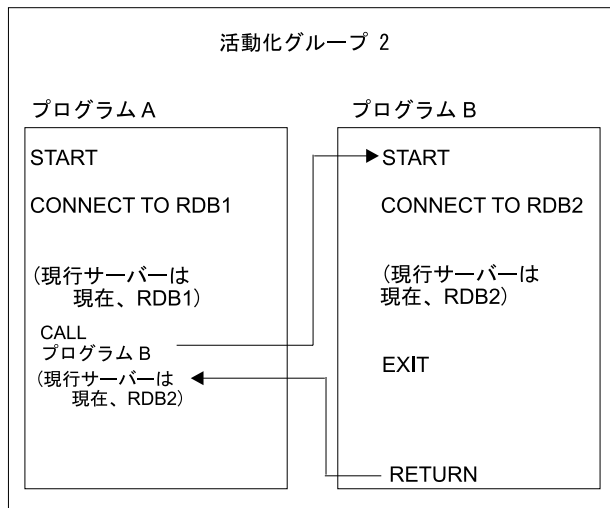 活動化グループ 2
プログラム A
START
CONNECT TO RDB1
(現行サーバーは
現在、RDB1)
CALL
プログラム B
(現行サーバーは
現在、RDB2)
プログラム B
START
CONNECT TO RDB2
(現行サーバーは
現在、RDB2)
EXIT
RETURN